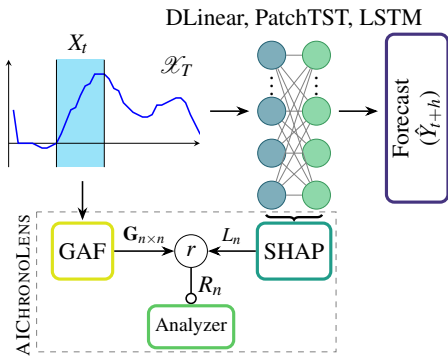 DLinear, PatchTST, LSTM
X_t
𝒳_T
Forecast
(Ŷ_{t+h})
AICHRONOLENS
GAF
G_{n×n}
r
L_n
SHAP
R_n
Analyzer